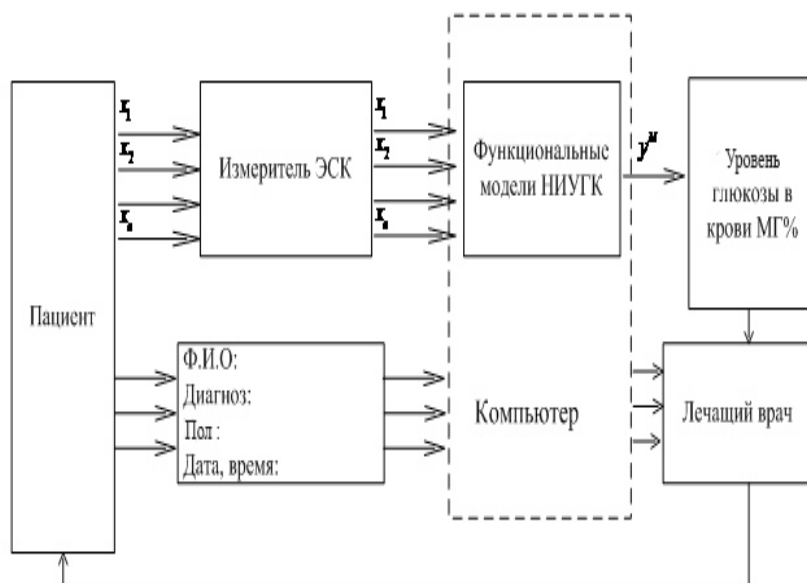 Пациент
x₁
x₂
xₙ
Измеритель ЭСК
x₁
x₂
xₙ
Функциональные
модели НИУГК
yᴹ
Уровень
глюкозы в
крови МГ%
Ф.И.О:
Диагноз:
Пол :
Дата, время:
Компьютер
Лечащий врач